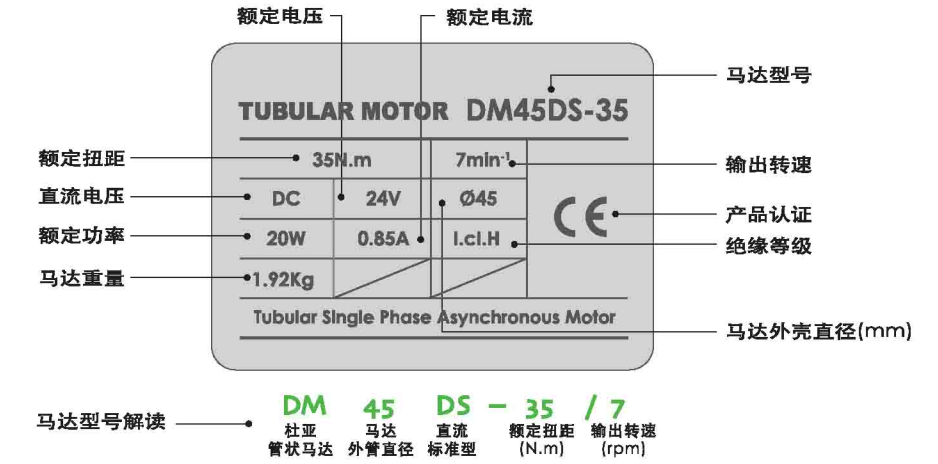 额定电压 额定电流
马达型号
TUBULAR MOTOR DM45DS-35
额定扭距 35N.m 7min-1 输出转速
直流电压 DC 24V Ø45
产品认证
CE
额定功率 20W 0.85A I.cl.H 绝缘等级
马达重量 1.92Kg
Tubular Single Phase Asynchronous Motor
马达外壳直径(mm)
马达型号解读
DM 45 DS - 35 / 7
杜亚 马达 直流 额定扭距 输出转速
管状马达 外管直径 标准型 (N.m) (rpm)